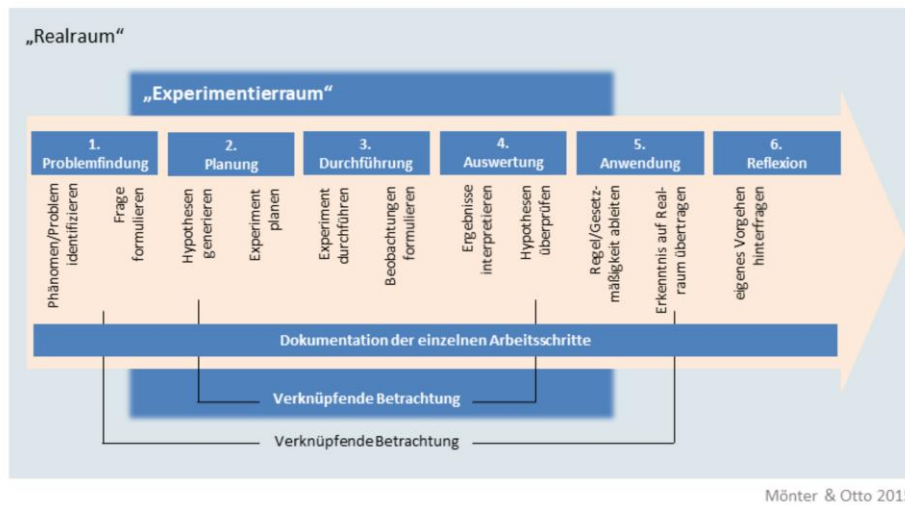 „Realraum“
„Experimentierraum“
1.
Problemfindung
2.
Planung
3.
Durchführung
4.
Auswertung
5.
Anwendung
6.
Reflexion
Phänomen/Problem
identifizieren
Frage
formulieren
Hypothesen
generieren
Experiment
planen
Experiment
durchführen
Beobachtungen
formulieren
Ergebnisse
interpretieren
Hypothesen
überprüfen
Regel/Gesetz-
mäßigkeit ableiten
Erkenntnis auf Real-
raum übertragen
eigenes Vorgehen
hinterfragen
Dokumentation der einzelnen Arbeitsschritte
Verknüpfende Betrachtung
Verknüpfende Betrachtung
Mönter & Otto 2015